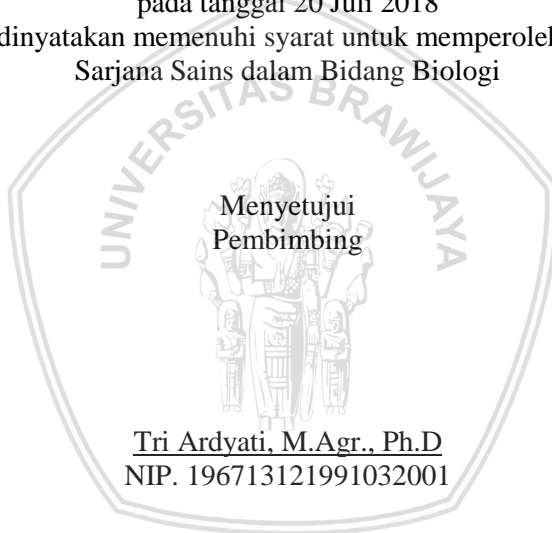 pada tanggal 20 Juli 2018
dinyatakan memenuhi syarat untuk memperoleh
Sarjana Sains dalam Bidang Biologi
UNIVERSITAS BRAWIJAYA
Menyetujui
Pembimbing
Tri Ardyati, M.Agr., Ph.D
NIP. 196713121991032001